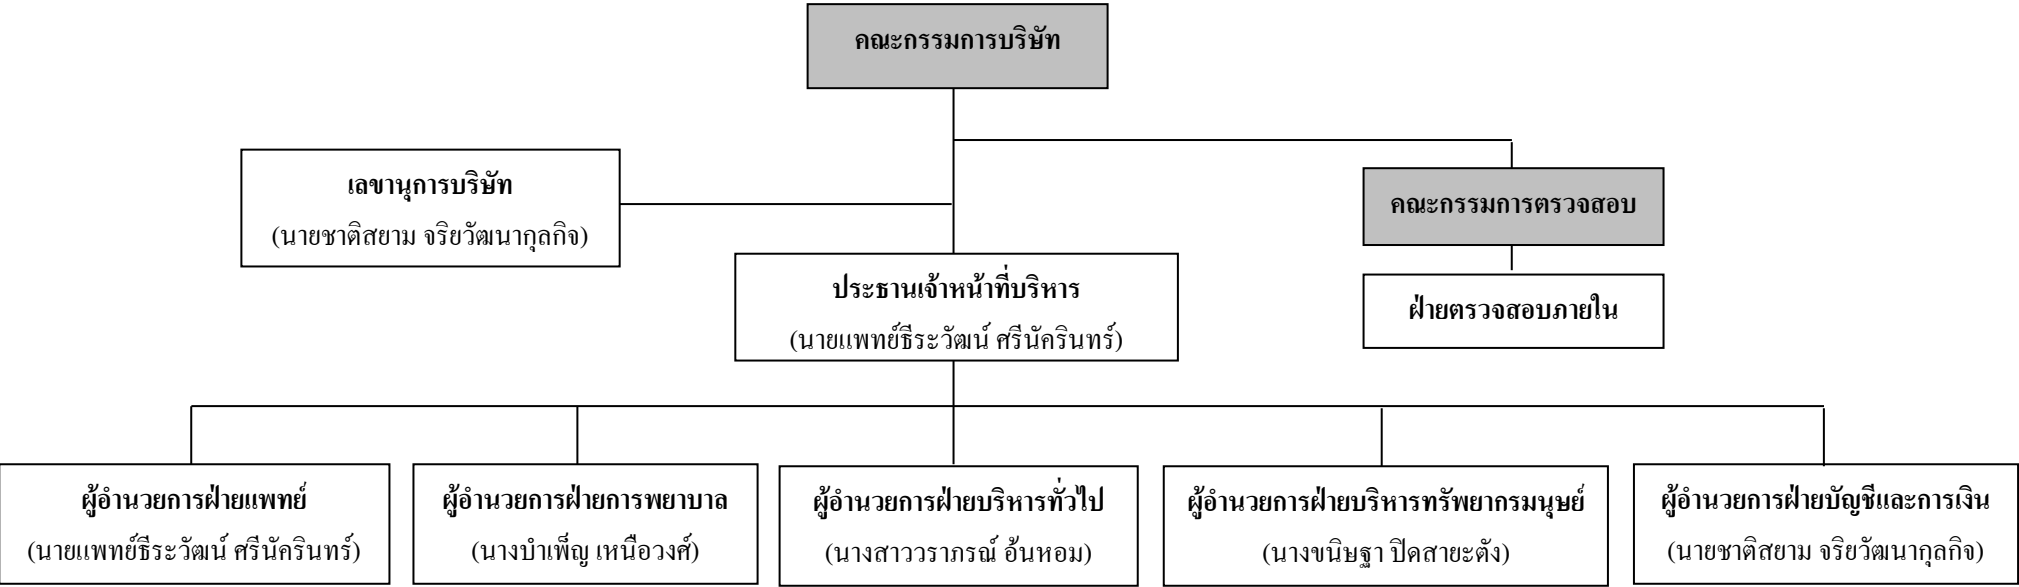 คณะกรรมการบริษัท
เลขานุการบริษัท
(นายชาติสยาม จริยวัฒนากุลกิจ)
คณะกรรมการตรวจสอบ
ประธานเจ้าหน้าที่บริหาร
(นายแพทย์ธีระวัฒน์ ศรีนัครินทร์)
ฝ่ายตรวจสอบภายใน
ผู้อำนวยการฝ่ายแพทย์
(นายแพทย์ธีระวัฒน์ ศรีนัครินทร์)
ผู้อำนวยการฝ่ายการพยาบาล
(นางบำเพ็ญ เหนือวงศ์)
ผู้อำนวยการฝ่ายบริหารทั่วไป
(นางสาววราภรณ์ อ้นหอม)
ผู้อำนวยการฝ่ายบริหารทรัพยากรมนุษย์
(นางขนิษฐา ปิดสายะตัง)
ผู้อำนวยการฝ่ายบัญชีและการเงิน
(นายชาติสยาม จริยวัฒนากุลกิจ)